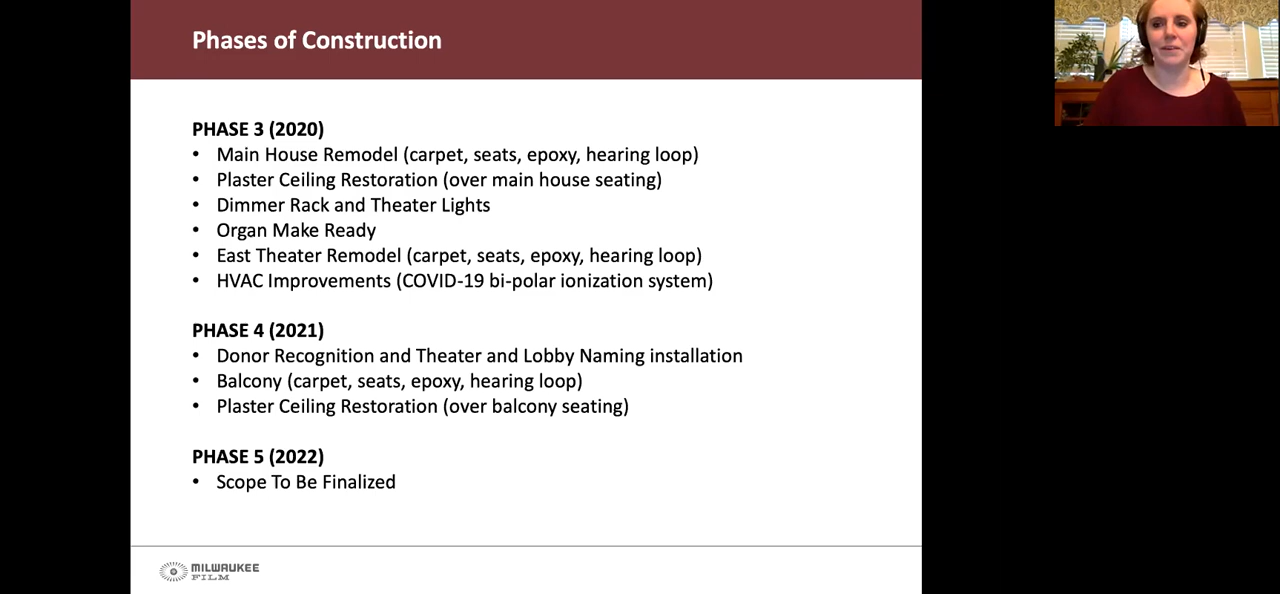 Phases of Construction
PHASE 3 (2020)
• Main House Remodel (carpet, seats, epoxy, hearing loop)
• Plaster Ceiling Restoration (over main house seating)
• Dimmer Rack and Theater Lights
• Organ Make Ready
• East Theater Remodel (carpet, seats, epoxy, hearing loop)
• HVAC Improvements (COVID-19 bi-polar ionization system)
PHASE 4 (2021)
• Donor Recognition and Theater and Lobby Naming installation
• Balcony (carpet, seats, epoxy, hearing loop)
• Plaster Ceiling Restoration (over balcony seating)
PHASE 5 (2022)
• Scope To Be Finalized
MILWAUKEE
FILM